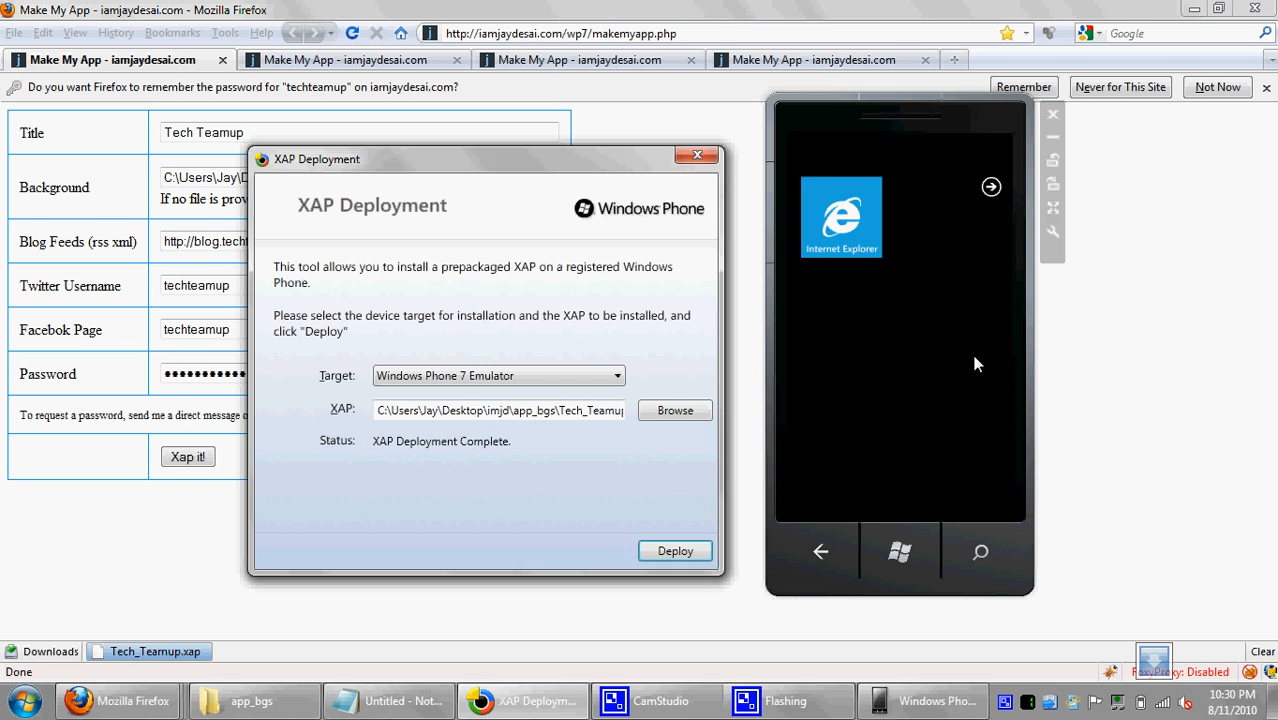 Make My App - iamjaydesai.com - Mozilla Firefox
File Edit View History Bookmarks Tools Help
http://iamjaydesai.com/wp7/makemyapp.php
Google
Make My App - iamjaydesai.com
Make My App - iamjaydesai.com
Make My App - iamjaydesai.com
Make My App - iamjaydesai.com
Do you want Firefox to remember the password for "techteamup" on iamjaydesai.com?
Remember
Never for This Site
Not Now
Title
Tech Teamup
Background
C:\Users\Jay\D
If no file is prov
Blog Feeds (rss xml)
http://blog.techt
Twitter Username
techteamup
Facebok Page
techteamup
Password
To request a password, send me a direct message o
Xap it!
XAP Deployment
XAP Deployment
Windows Phone
This tool allows you to install a prepackaged XAP on a registered Windows
Phone.
Please select the device target for installation and the XAP to be installed, and
click "Deploy"
Target:
Windows Phone 7 Emulator
XAP:
C:\Users\Jay\Desktop\imjd\app_bgs\Tech_Teamup
Browse
Status:
XAP Deployment Complete.
Deploy
Internet Explorer
Downloads
Tech_Teamup.xap
Clear
Done
FoxyProxy: Disabled
Mozilla Firefox
app_bgs
Untitled - Not...
XAP Deploym...
CamStudio
Flashing
Windows Pho...
10:30 PM
8/11/2010